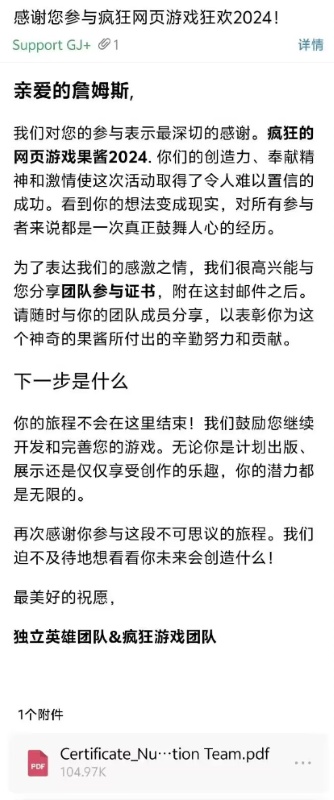 感谢您参与疯狂网页游戏狂欢2024！
Support GJ+ 1
详情
亲爱的詹姆斯,
我们对您的参与表示最深切的感谢。疯狂的
网页游戏果酱2024. 你们的创造力、奉献精
神和激情使这次活动取得了令人难以置信的
成功。看到你的想法变成现实，对所有参与
者来说都是一次真正鼓舞人心的经历。
为了表达我们的感激之情，我们很高兴能与
您分享团队参与证书，附在这封邮件之后。
请随时与你的团队成员分享，以表彰你为这
个神奇的果酱所付出的辛勤努力和贡献。
下一步是什么
你的旅程不会在这里结束！我们鼓励您继续
开发和完善您的游戏。无论你是计划出版、
展示还是仅仅享受创作的乐趣，你的潜力都
是无限的。
再次感谢你参与这段不可思议的旅程。我们
迫不及待地想看看你未来会创造什么！
最美好的祝愿，
独立英雄团队&疯狂游戏团队
1个附件
PDF
Certificate_Nu···tion Team.pdf
104.97K